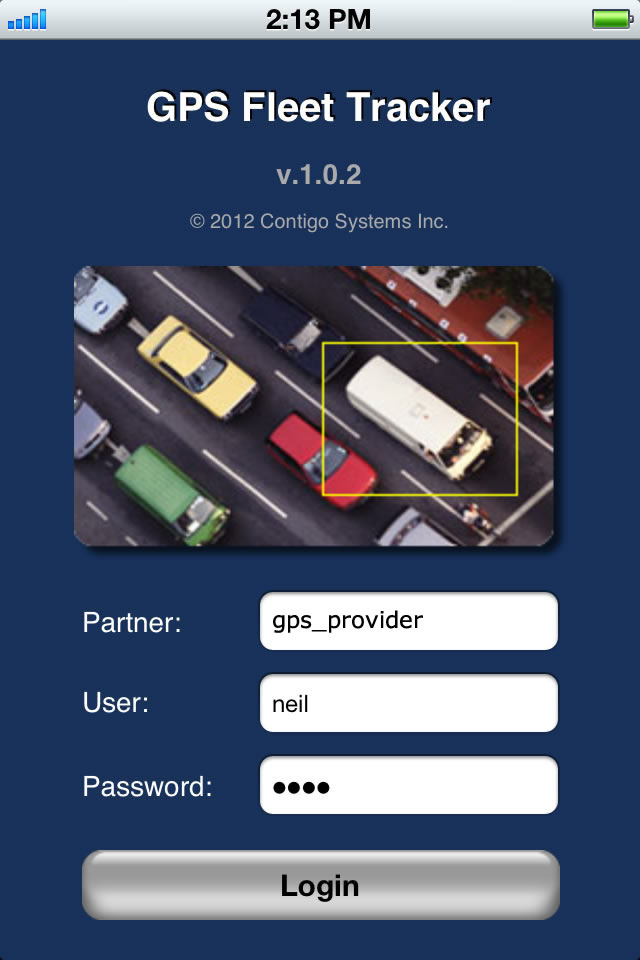 2:13 PM
GPS Fleet Tracker
v.1.0.2
© 2012 Contigo Systems Inc.
Partner: gps_provider
User: neil
Password: ●●●●
Login